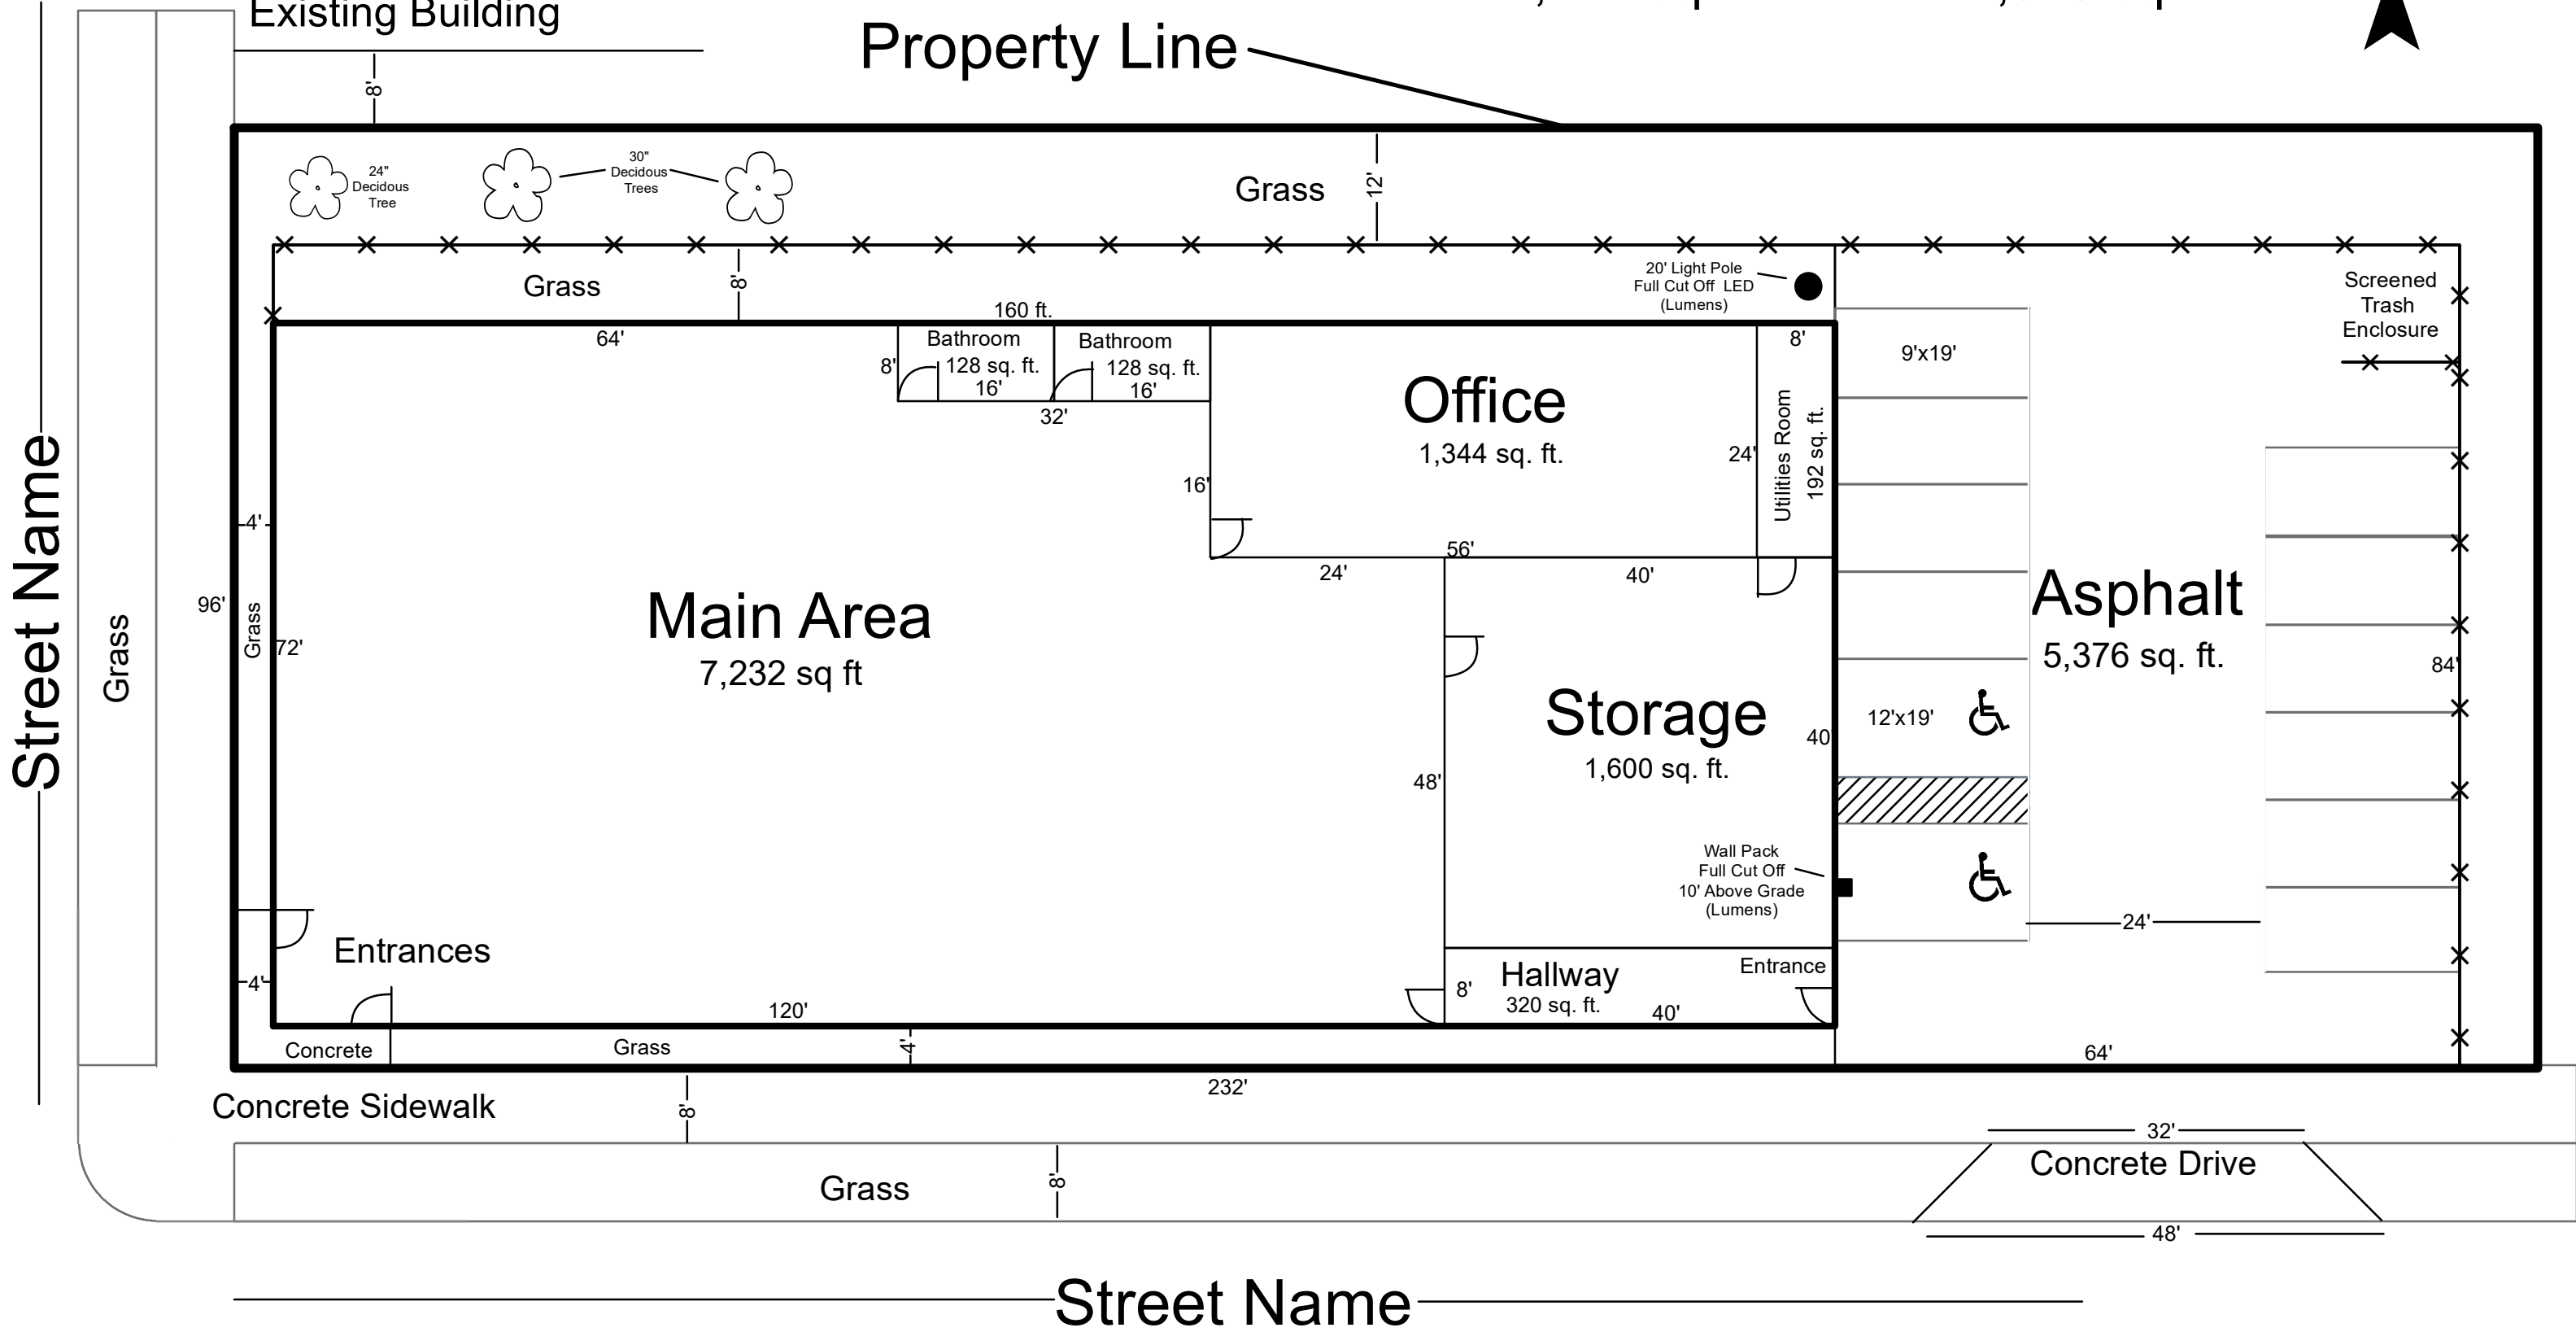 Existing Building
Property Line
8'
24"
Decidous
Tree
30"
Decidous
Trees
Grass
12'
Grass
8'
160 ft.
20' Light Pole
Full Cut Off LED
(Lumens)
Screened
Trash
Enclosure
64'
Bathroom
128 sq. ft.
16'
8'
Bathroom
128 sq. ft.
16'
32'
Office
1,344 sq. ft.
8'
24'
Utilities Room
192 sq. ft.
9'x19'
16'
56'
24'
40'
Street Name
Grass
96'
4'
Grass
72'
Main Area
7,232 sq ft
Asphalt
5,376 sq. ft.
84'
Storage
1,600 sq. ft.
40'
48'
12'x19'
Wall Pack
Full Cut Off
10' Above Grade
(Lumens)
24'
Entrances
4'
120'
8'
Hallway
320 sq. ft.
Entrance
40'
Concrete
Grass
4'
64'
232'
Concrete Sidewalk
8'
32'
Concrete Drive
Grass
8'
48'
Street Name